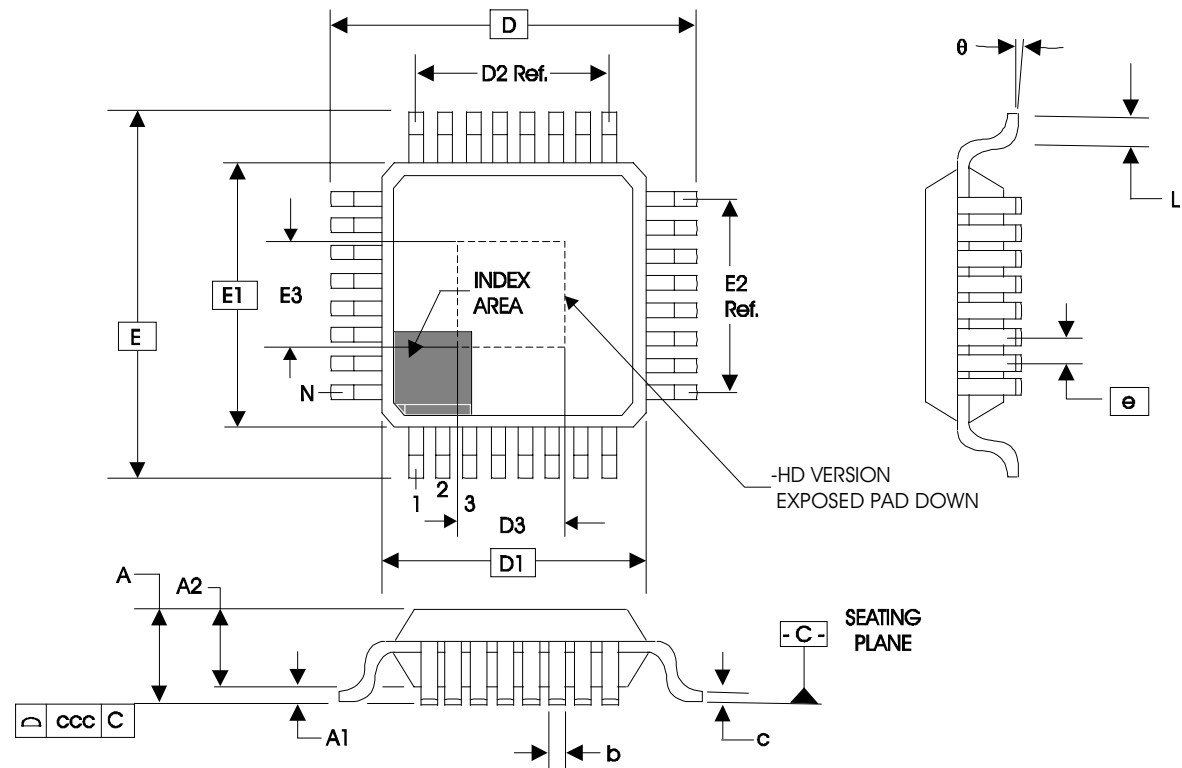 D
D2 Ref.
θ
L
E1
E3
INDEX
AREA
E2
Ref.
E
N
e
1
2
3
-HD VERSION
EXPOSED PAD DOWN
D3
D1
A
A2
SEATING
PLANE
- C -
ccc C
A1
b
c